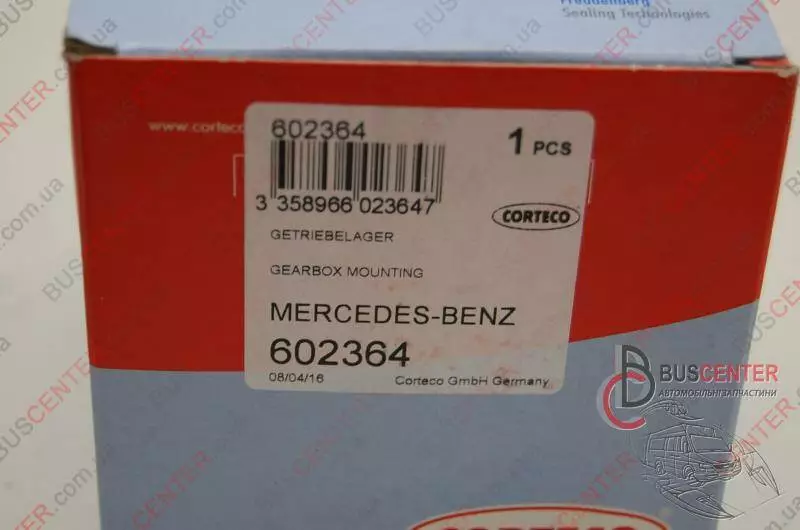 Freudenberg
Sealing Technologies
www.corteco
602364
1 PCS
3 358966 023647
CORTECO
GETRIEBELAGER
GEARBOX MOUNTING
MERCEDES-BENZ
602364
08/04/16
Corteco GmbH Germany
BUSCENTER
АВТОМОБІЛЬНІ ЗАПЧАСТИНИ
CORTECO
BUSCENTER.com.ua